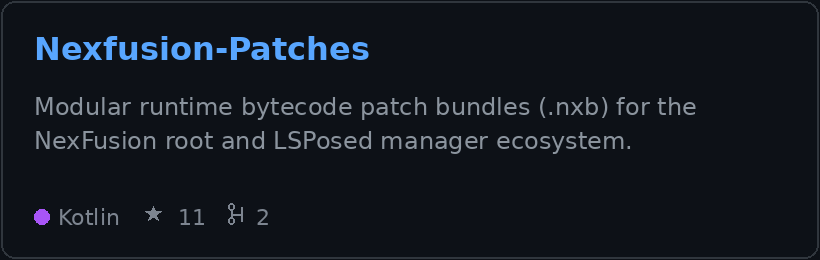 Nexfusion-Patches
Modular runtime bytecode patch bundles (.nxb) for the
NexFusion root and LSPosed manager ecosystem.
Kotlin 11 2